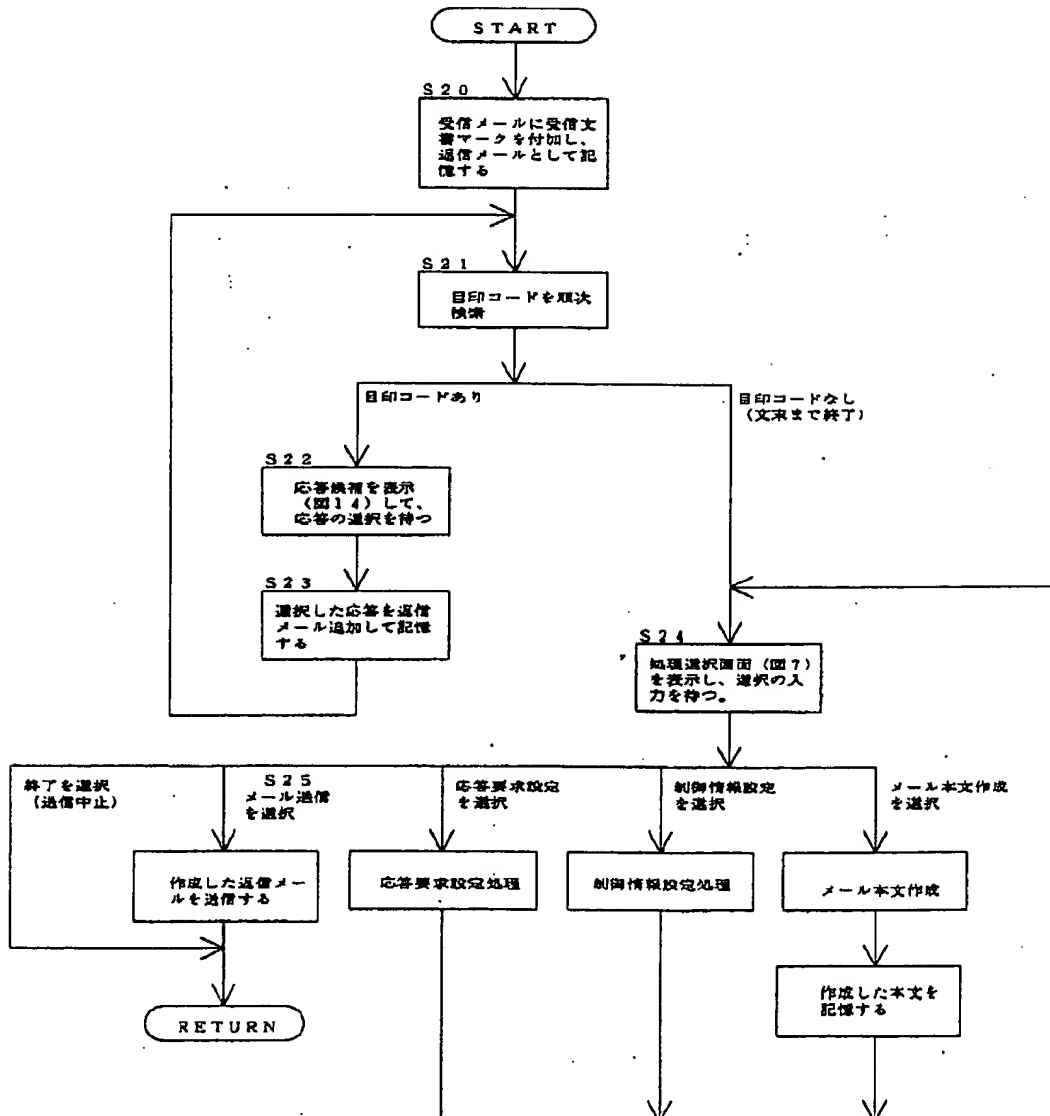 START
S20
受信メールに受信文
書マークを付加し、
返信メールとして記
憶する
S21
目印コードを順次
検索
目印コードあり
目印コードなし
(文末まで終了)
S22
応答候補を表示
(図14)して、
応答の選択を待つ
S23
選択した応答を返信
メール追加して記憶
する
S24
処理選択画面(図7)
を表示し、選択の入
力を待つ。
終了を選択
(送信中止)
S25
メール送信
を選択
応答要求設定
を選択
制御情報設定
を選択
メール本文作成
を選択
作成した返信メー
ルを送信する
応答要求設定処理
制御情報設定処理
メール本文作成
作成した本文を
記憶する
RETURN